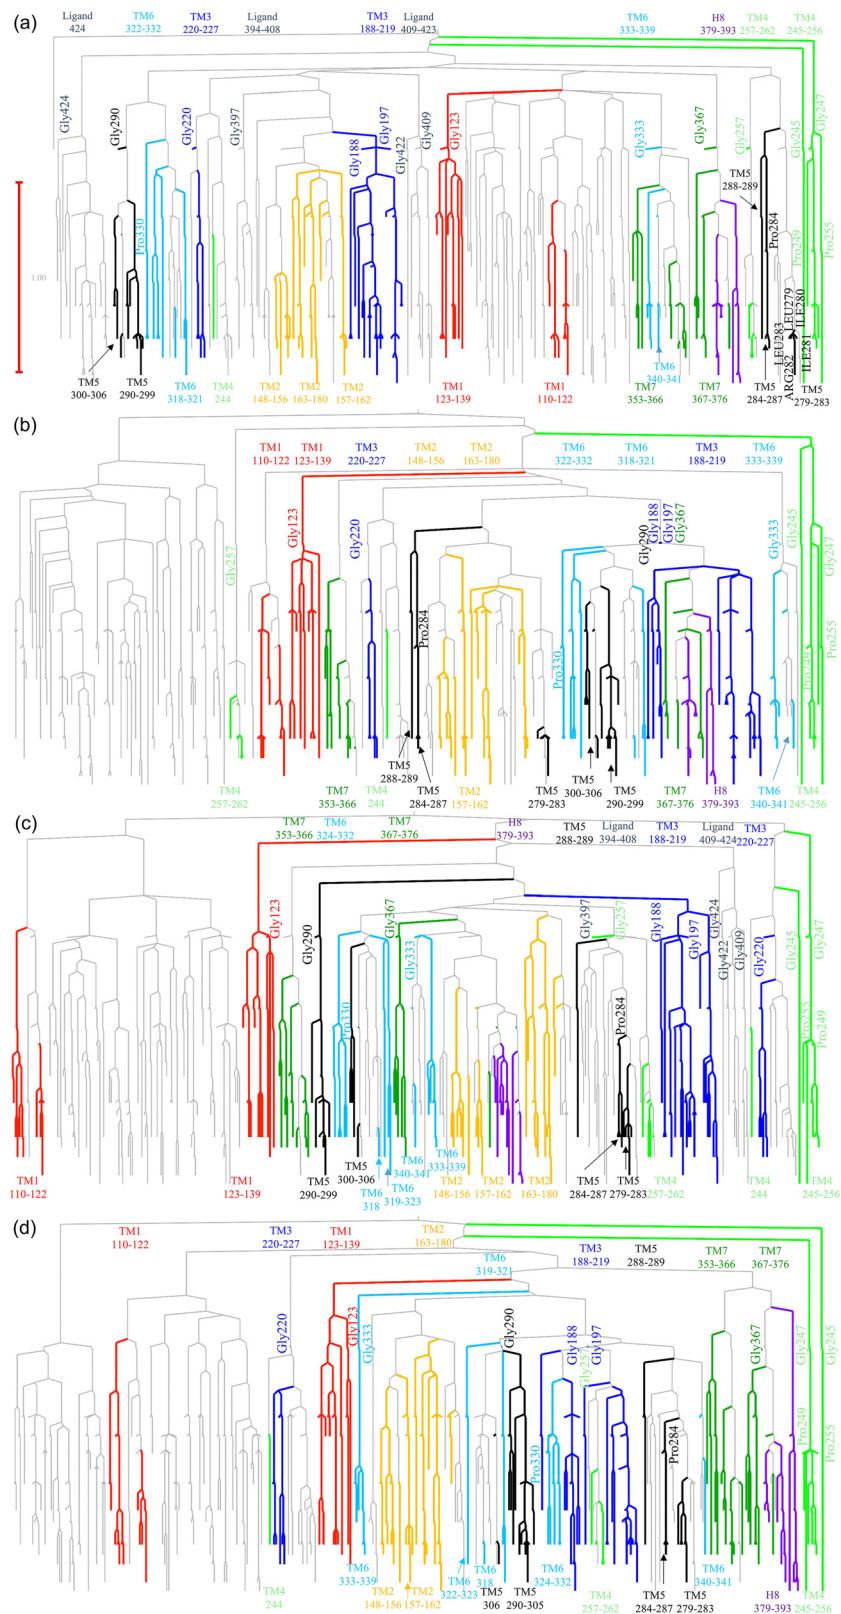 (a)
Ligand
424
TM6
322-332
TM3
220-227
Ligand
394-408
TM3
188-219
Ligand
409-423
TM6
333-339
H8
379-393
TM4
257-262
TM4
245-256
Gly424
Gly290
Gly220
Gly397
Gly188
Gly197
Gly422
Gly409
Gly123
Gly333
Gly367
Gly257
Gly245
Gly247
TM5
288-289
Pro330
Pro284
Pro249
Pro255
1.00
LEU279
ILE280
LEU283
ILE281
ARG282
TM5
300-306
TM5
290-299
TM6
318-321
TM4
244
TM2
148-156
TM2
163-180
TM2
157-162
TM1
123-139
TM1
110-122
TM7
353-366
TM6
340-341
TM7
367-376
TM5
284-287
TM5
279-283
(b)
TM1
110-122
TM1
123-139
TM3
220-227
TM2
148-156
TM2
163-180
TM6
322-332
TM6
318-321
TM3
188-219
TM6
333-339
Gly257
Gly123
Gly220
Gly290
Gly188
Gly197
Gly367
Gly333
Gly245
Gly247
Pro284
Pro330
Pro249
Pro255
TM5
288-289
TM5
300-306
TM4
257-262
TM7
353-366
TM4
244
TM5
284-287
TM2
157-162
TM5
279-283
TM5
290-299
TM7
367-376
H8
379-393
TM6
340-341
TM4
245-256
(c)
TM7
353-366
TM6
324-332
TM7
367-376
H8
379-393
TM5
288-289
Ligand
394-408
TM3
188-219
Ligand
409-424
TM3
220-227
Gly123
Gly290
Gly367
Gly333
Gly397
Gly257
Gly188
Gly197
Gly424
Gly422
Gly409
Gly220
Gly245
Gly247
Pro330
Pro284
Pro255
Pro249
TM1
110-122
TM1
123-139
TM5
290-299
TM5
300-306
TM6
318
TM6
340-341
TM6
319-323
TM6
333-339
TM2
148-156
TM2
157-162
TM2
163-180
TM5
284-287
TM5
279-283
TM4
257-262
TM4
244
TM4
245-256
(d)
TM1
110-122
TM3
220-227
TM1
123-139
TM2
163-180
TM6
319-321
TM3
188-219
TM5
288-289
TM7
353-366
TM7
367-376
Gly220
Gly123
Gly333
Gly290
Gly188
Gly257
Gly197
Gly367
Gly247
Gly245
Pro330
Pro284
Pro249
Pro255
TM4
244
TM6
333-339
TM2
148-156
TM2
157-162
TM6
322-323
TM6
318
TM5
306
TM5
290-305
TM6
324-332
TM4
257-262
TM5
284-287
TM5
279-283
TM6
340-341
H8
379-393
TM4
245-256